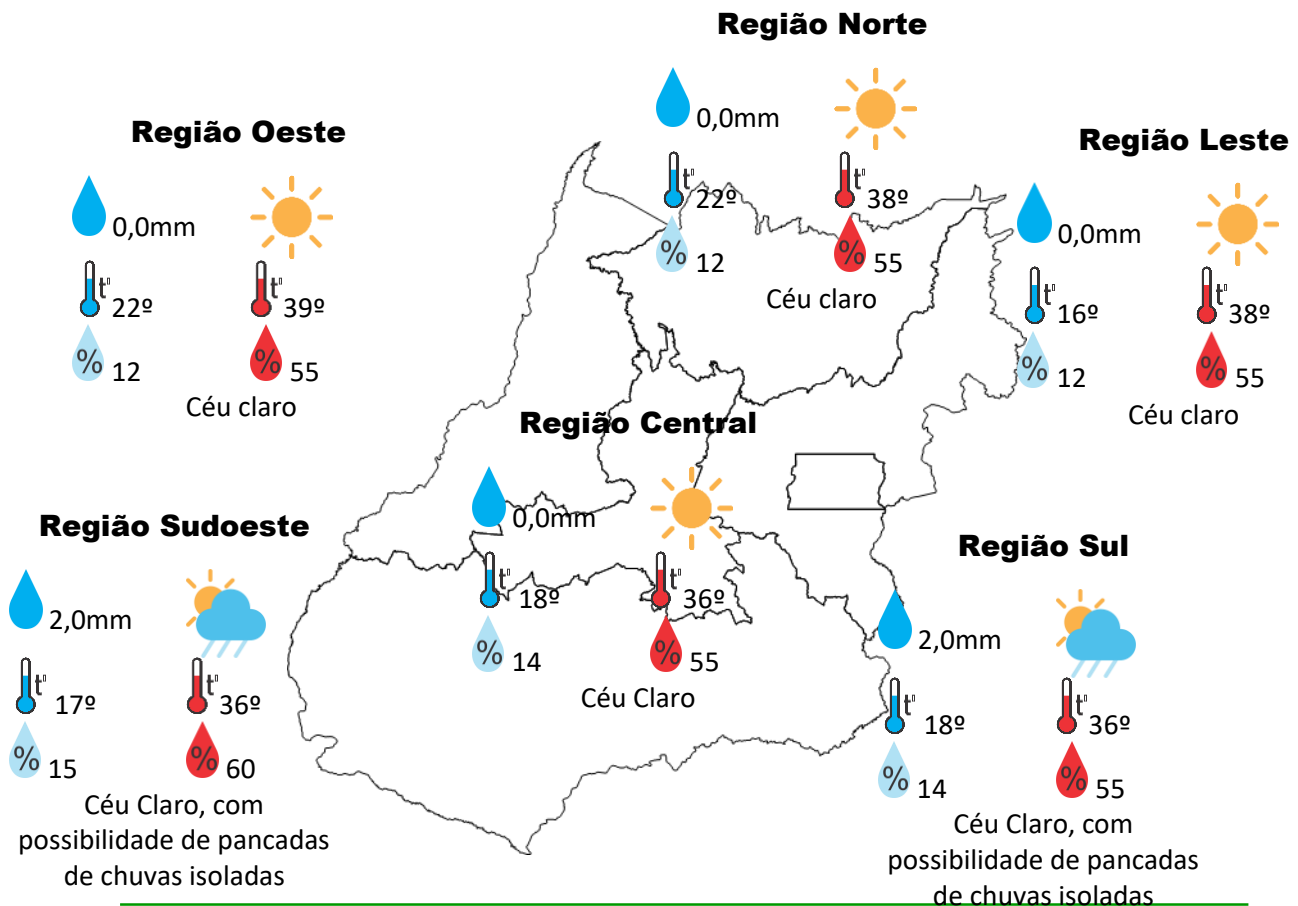 Região Norte
0,0mm
t°
22º
t°
38º
% 12
% 55
Céu claro
Região Oeste
0,0mm
t°
22º
t°
39º
% 12
% 55
Céu claro
Região Leste
0,0mm
t°
16º
t°
38º
% 12
% 55
Céu claro
Região Central
0,0mm
t°
18º
t°
36º
% 14
% 55
Céu Claro
Região Sudoeste
2,0mm
t°
17º
t°
36º
% 15
% 60
Céu Claro, com
possibilidade de pancadas
de chuvas isoladas
Região Sul
2,0mm
t°
18º
t°
36º
% 14
% 55
Céu Claro, com
possibilidade de pancadas
de chuvas isoladas